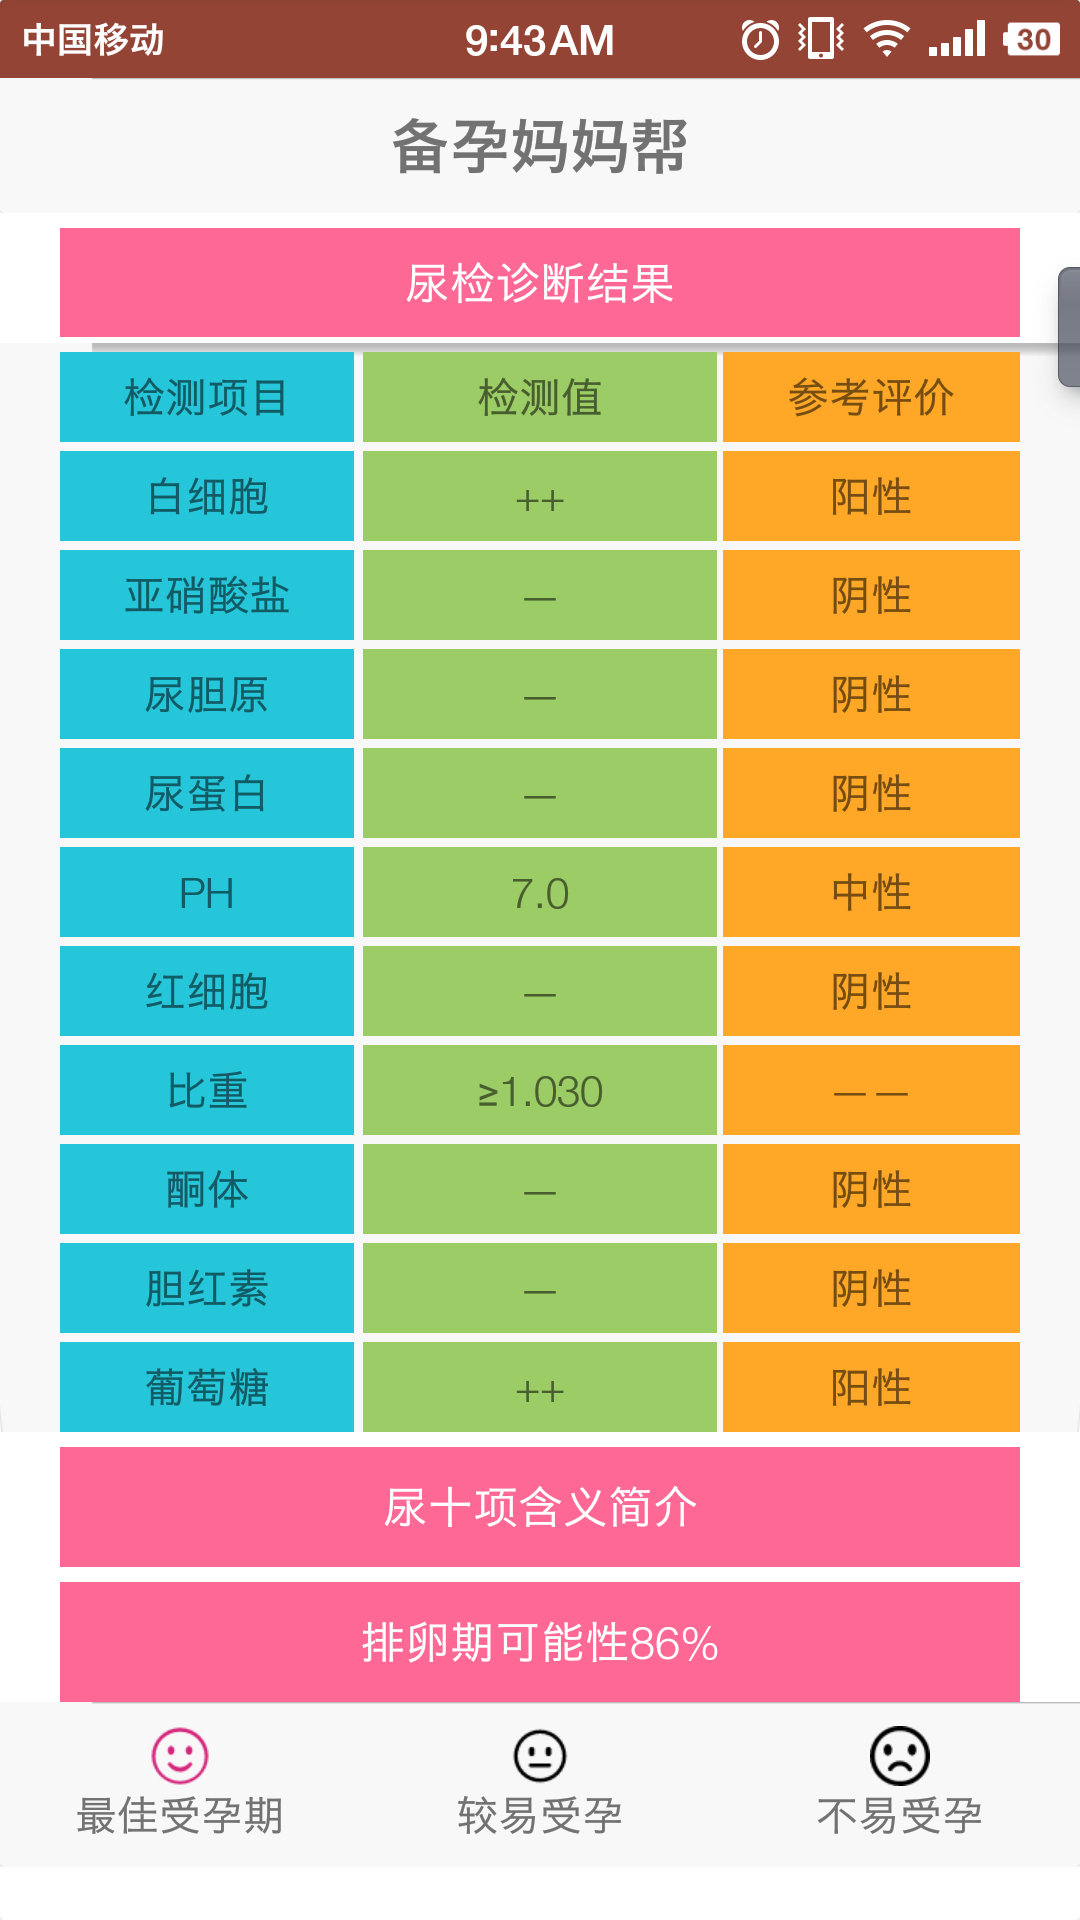 中国移动 9:43AM 30
备孕妈妈帮
尿检诊断结果
检测项目 检测值 参考评价
白细胞 ++ 阳性
亚硝酸盐 — 阴性
尿胆原 — 阴性
尿蛋白 — 阴性
PH 7.0 中性
红细胞 — 阴性
比重 ≥1.030 ——
酮体 — 阴性
胆红素 — 阴性
葡萄糖 ++ 阳性
尿十项含义简介
排卵期可能性86%
最佳受孕期 较易受孕 不易受孕